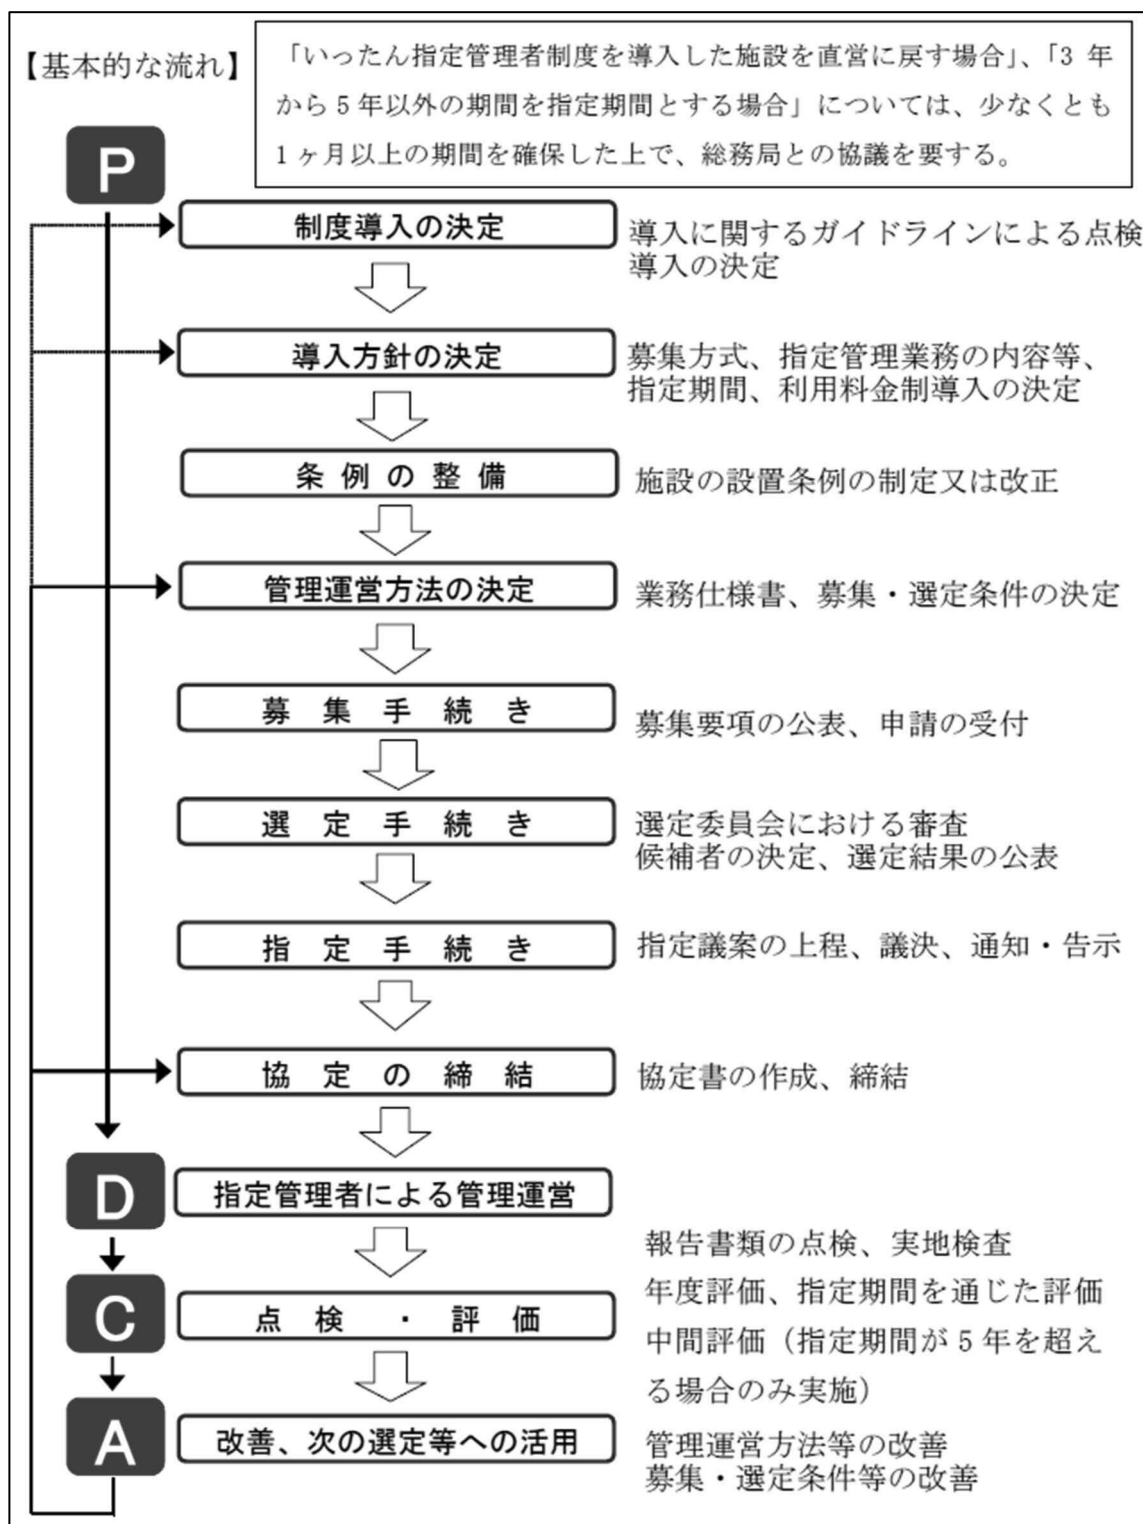 【基本的な流れ】
「いったん指定管理者制度を導入した施設を直営に戻す場合」、「3 年
から 5 年以外の期間を指定期間とする場合」については、少なくとも
1 ヶ月以上の期間を確保した上で、総務局との協議を要する。
P
制度導入の決定
導入に関するガイドラインによる点検
導入の決定
導入方針の決定
募集方式、指定管理業務の内容等、
指定期間、利用料金制導入の決定
条 例 の 整 備
施設の設置条例の制定又は改正
管理運営方法の決定
業務仕様書、募集・選定条件の決定
募 集 手 続 き
募集要項の公表、申請の受付
選 定 手 続 き
選定委員会における審査
候補者の決定、選定結果の公表
指 定 手 続 き
指定議案の上程、議決、通知・告示
協 定 の 締 結
協定書の作成、締結
D
指定管理者による管理運営
C
点 検 ・ 評 価
報告書類の点検、実地検査
年度評価、指定期間を通じた評価
中間評価（指定期間が 5 年を超え
る場合のみ実施）
A
改善、次の選定等への活用
管理運営方法等の改善
募集・選定条件等の改善